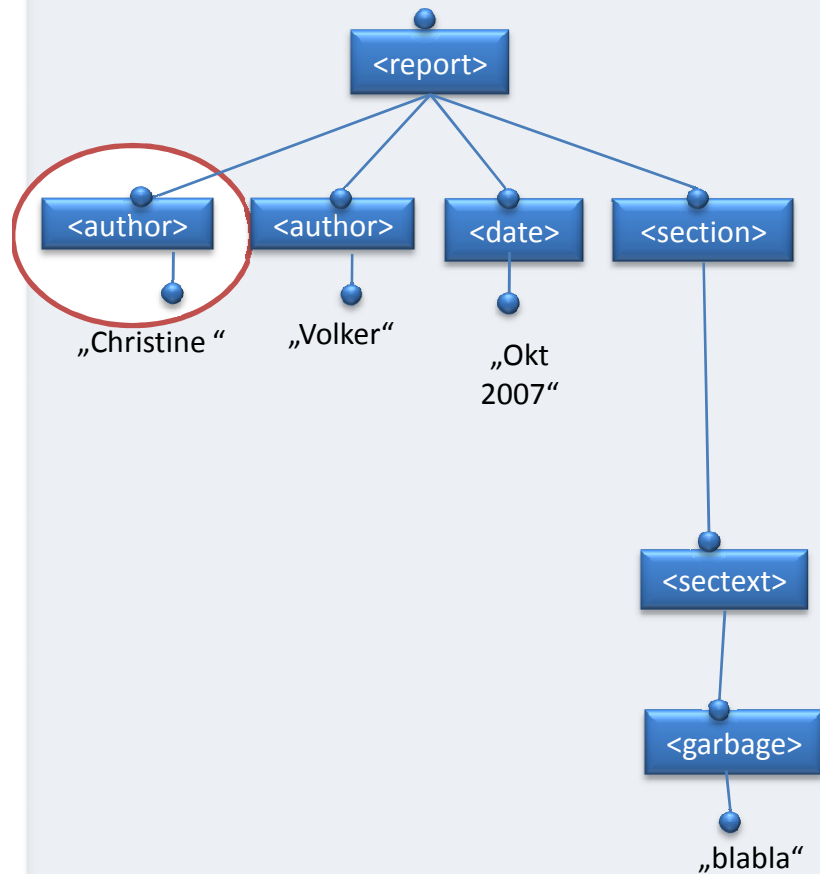 <report>
<author>
<author>
<date>
<section>
„Christine “
„Volker“
„Okt
2007“
<sectext>
<garbage>
„blabla“